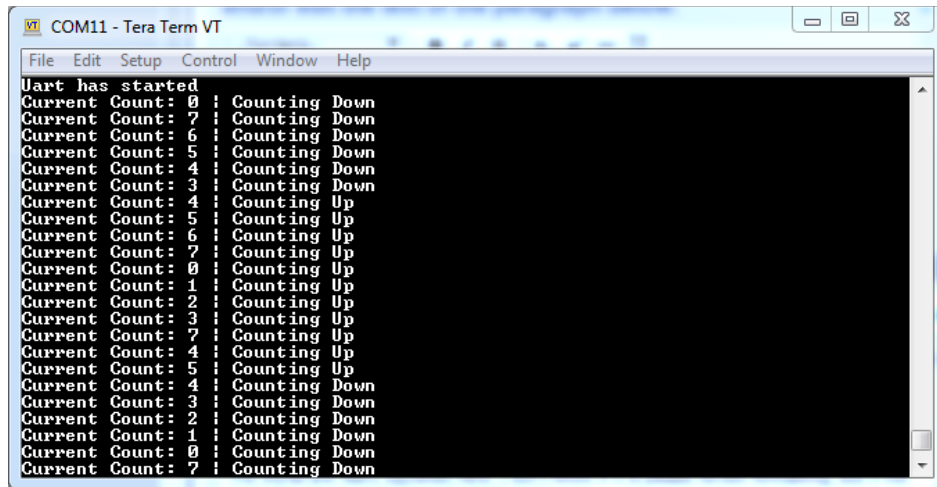 COM11 - Tera Term VT
File Edit Setup Control Window Help
Uart has started
Current Count: 0 ¦ Counting Down
Current Count: 7 ¦ Counting Down
Current Count: 6 ¦ Counting Down
Current Count: 5 ¦ Counting Down
Current Count: 4 ¦ Counting Down
Current Count: 3 ¦ Counting Down
Current Count: 4 ¦ Counting Up
Current Count: 5 ¦ Counting Up
Current Count: 6 ¦ Counting Up
Current Count: 7 ¦ Counting Up
Current Count: 0 ¦ Counting Up
Current Count: 1 ¦ Counting Up
Current Count: 2 ¦ Counting Up
Current Count: 3 ¦ Counting Up
Current Count: 7 ¦ Counting Up
Current Count: 4 ¦ Counting Up
Current Count: 5 ¦ Counting Up
Current Count: 4 ¦ Counting Down
Current Count: 3 ¦ Counting Down
Current Count: 2 ¦ Counting Down
Current Count: 1 ¦ Counting Down
Current Count: 0 ¦ Counting Down
Current Count: 7 ¦ Counting Down